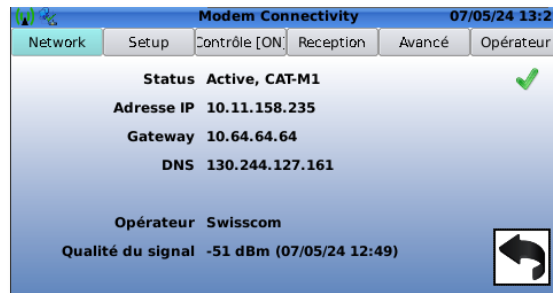 Modem Connectivity 07/05/24 13:2
Network Setup Contrôle [ON] Reception Avancé Opérateur
Status Active, CAT-M1
Adresse IP 10.11.158.235
Gateway 10.64.64.64
DNS 130.244.127.161
Opérateur Swisscom
Qualité du signal -51 dBm (07/05/24 12:49)